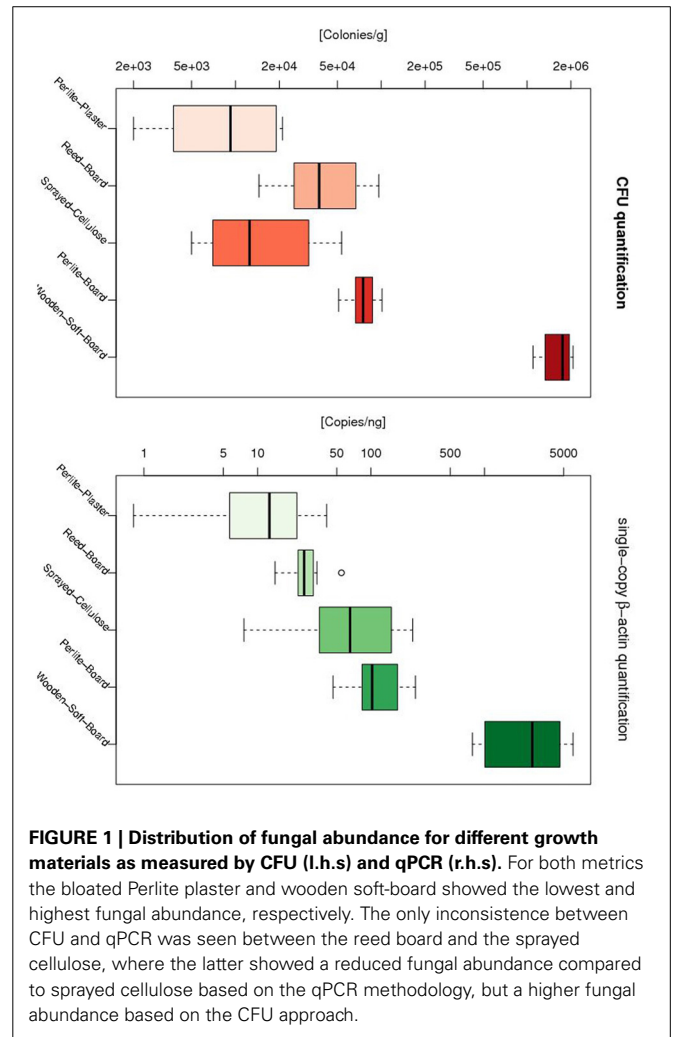 [Colonies/g]
2e+03 5e+03 2e+04 5e+04 2e+05 5e+05 2e+06
Perlite-Plaster
Reed-Board
Sprayed-Cellulose
Perlite-Board
Wooden-Soft-Board
CFU quantification
[Copies/ng]
1 5 10 50 100 500 5000
Perlite-Plaster
Reed-Board
Sprayed-Cellulose
Perlite-Board
Wooden-Soft-Board
single-copy β-actin quantification
FIGURE 1 | Distribution of fungal abundance for different growth
materials as measured by CFU (l.h.s) and qPCR (r.h.s). For both metrics
the bloated Perlite plaster and wooden soft-board showed the lowest and
highest fungal abundance, respectively. The only inconsistence between
CFU and qPCR was seen between the reed board and the sprayed
cellulose, where the latter showed a reduced fungal abundance compared
to sprayed cellulose based on the qPCR methodology, but a higher fungal
abundance based on the CFU approach.